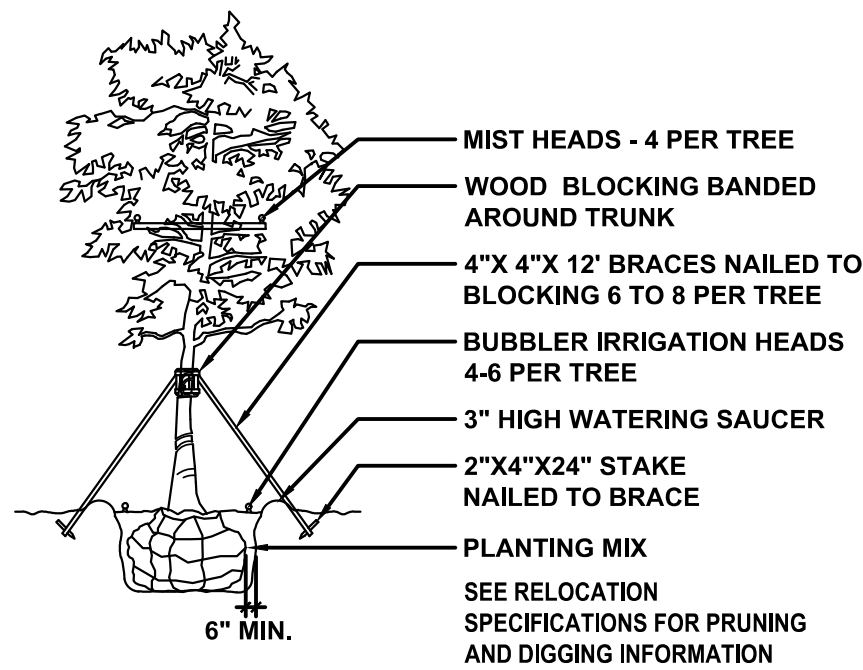 MIST HEADS - 4 PER TREE
WOOD BLOCKING BANDED
AROUND TRUNK
4"X 4"X 12' BRACES NAILED TO
BLOCKING 6 TO 8 PER TREE
BUBBLER IRRIGATION HEADS
4-6 PER TREE
3" HIGH WATERING SAUCER
2"X4"X24" STAKE
NAILED TO BRACE
PLANTING MIX
SEE RELOCATION
SPECIFICATIONS FOR PRUNING
AND DIGGING INFORMATION
6" MIN.